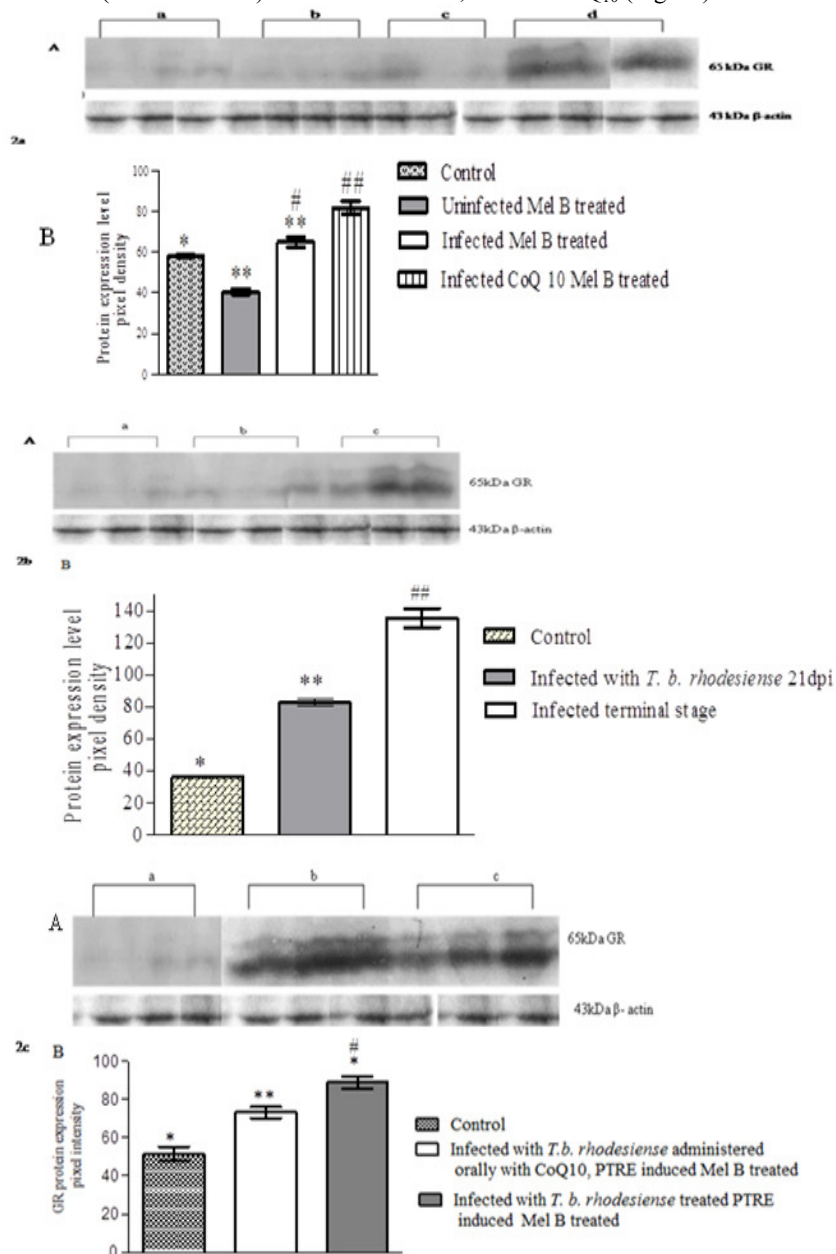 a b c d
A
65 kDa GR
43 kDa β-actin
2a
B
Protein expression level
pixel density
100
80
60
40
20
0
*
**
#
**
##
Control
Uninfected Mel B treated
Infected Mel B treated
Infected CoQ 10 Mel B treated
a b c
A
65kDa GR
43kDa β-actin
2b B
Protein expression level
pixel density
140
120
100
80
60
40
20
0
*
**
##
Control
Infected with T. b. rhodesiense 21dpi
Infected terminal stage
a b c
A
65kDa GR
43kDa β- actin
2c B
GR protein expression
pixel intensity
100
80
60
40
20
0
*
**
#
*
Control
Infected with T.b. rhodesiense administered
orally with CoQ10, PTRE induced Mel B treated
Infected with T. b. rhodesiense treated PTRE
induced Mel B treated